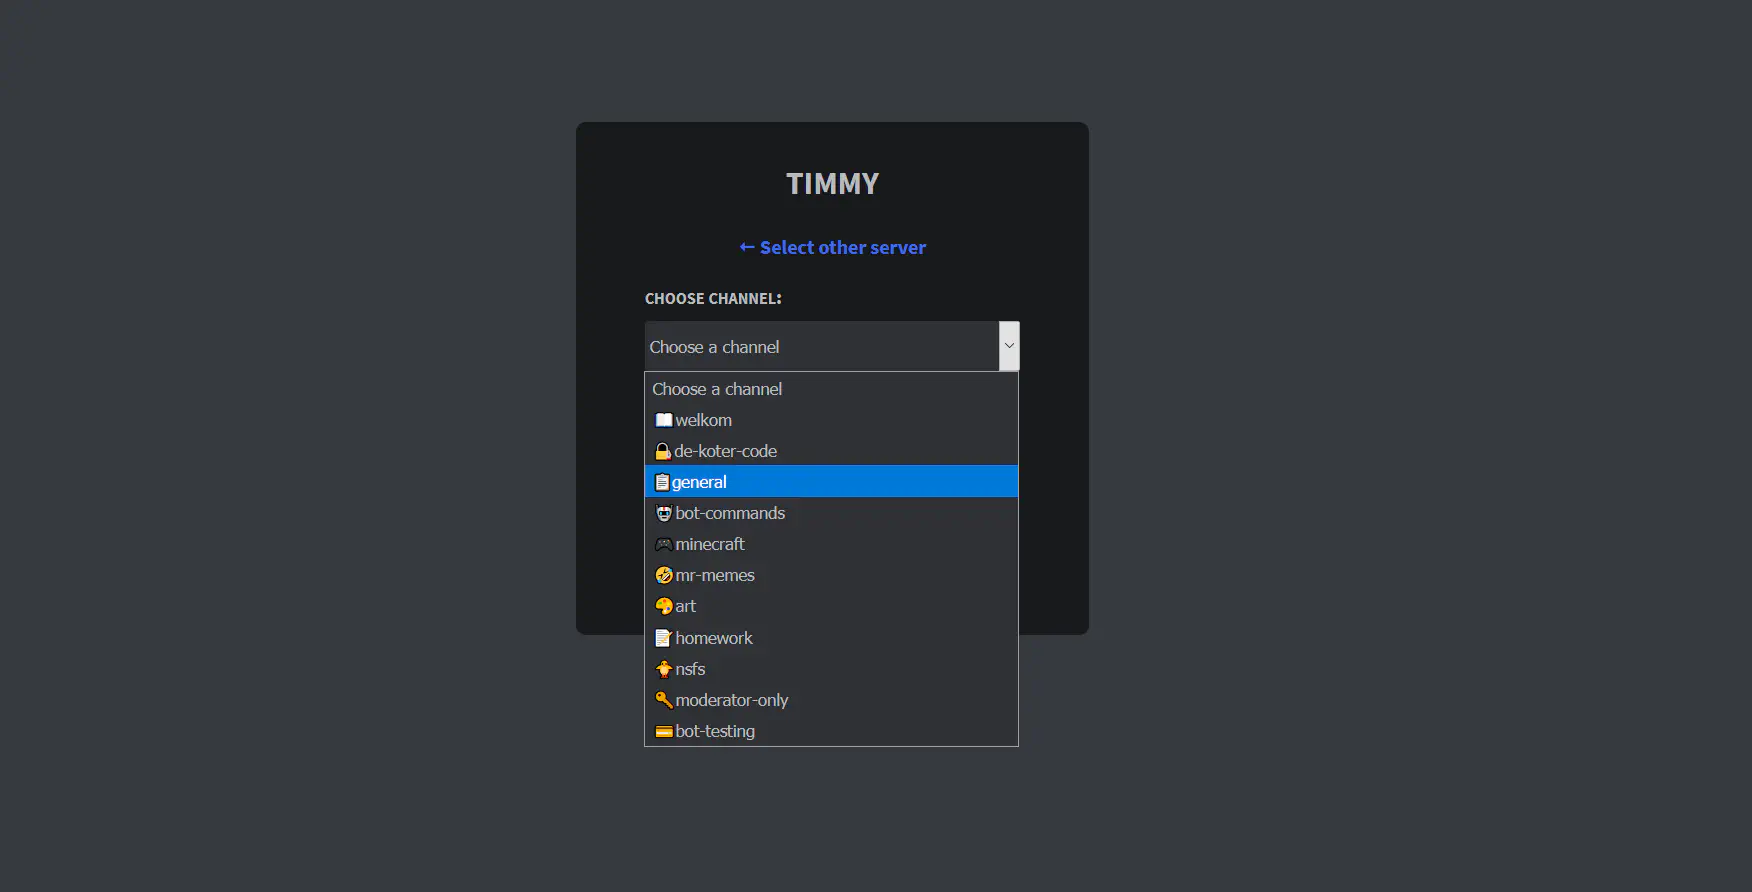 TIMMY
← Select other server
CHOOSE CHANNEL:
Choose a channel
Choose a channel
📖welkom
🔏de-koter-code
📋general
🤖bot-commands
🎮minecraft
🤣mr-memes
🎨art
📝homework
🐥nsfs
🔑moderator-only
💳bot-testing